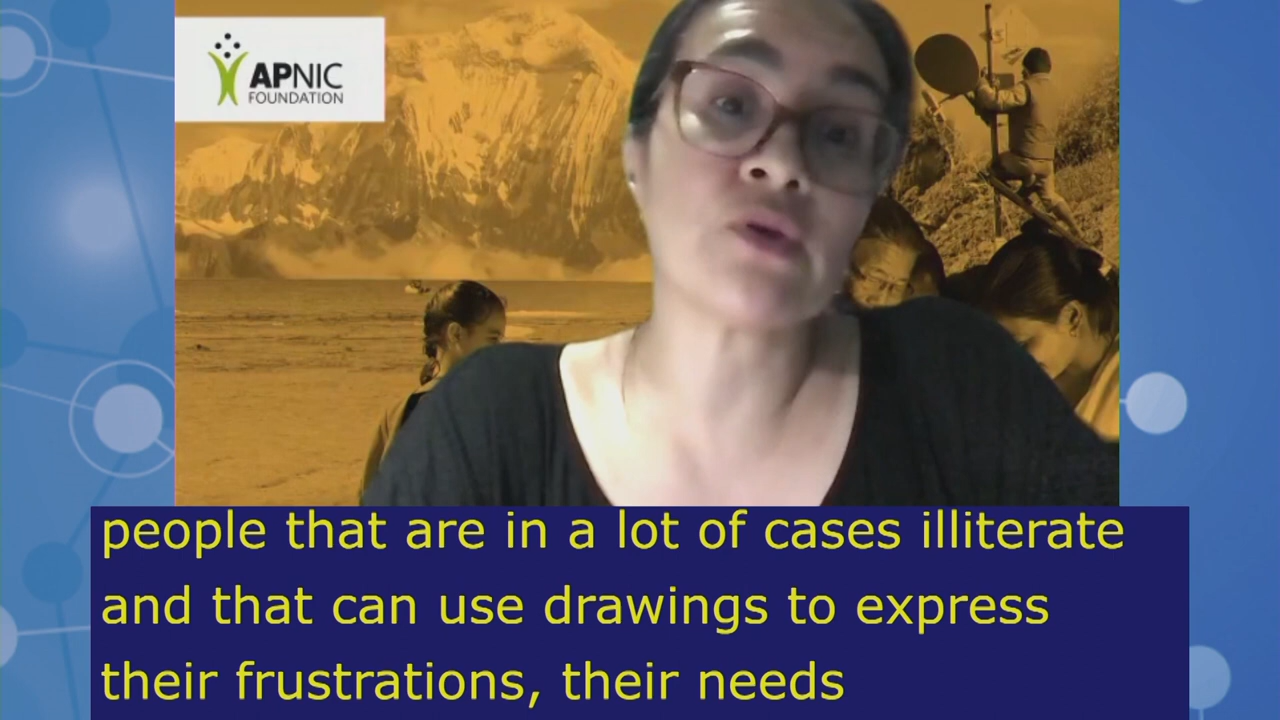 APNIC
FOUNDATION
people that are in a lot of cases illiterate
and that can use drawings to express
their frustrations, their needs